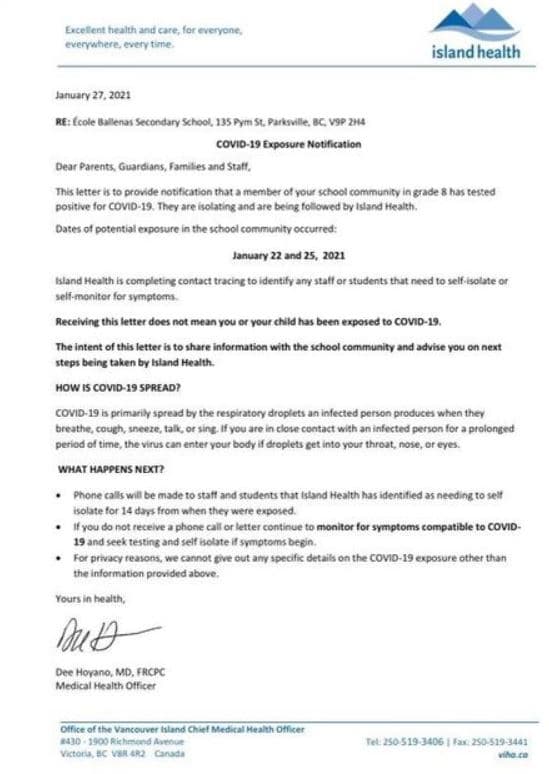 Excellent health and care, for everyone,
everywhere, every time.
island health
January 27, 2021
RE: École Ballenas Secondary School, 135 Pym St, Parksville, BC, V9P 2H4
COVID-19 Exposure Notification
Dear Parents, Guardians, Families and Staff,
This letter is to provide notification that a member of your school community in grade 8 has tested
positive for COVID-19. They are isolating and are being followed by Island Health.
Dates of potential exposure in the school community occurred:
January 22 and 25, 2021
Island Health is completing contact tracing to identify any staff or students that need to self-isolate or
self-monitor for symptoms.
Receiving this letter does not mean you or your child has been exposed to COVID-19.
The intent of this letter is to share information with the school community and advise you on next
steps being taken by Island Health.
HOW IS COVID-19 SPREAD?
COVID-19 is primarily spread by the respiratory droplets an infected person produces when they
breathe, cough, sneeze, talk, or sing. If you are in close contact with an infected person for a prolonged
period of time, the virus can enter your body if droplets get into your throat, nose, or eyes.
WHAT HAPPENS NEXT?
• Phone calls will be made to staff and students that Island Health has identified as needing to self
isolate for 14 days from when they were exposed.
• If you do not receive a phone call or letter continue to monitor for symptoms compatible to COVID-
19 and seek testing and self isolate if symptoms begin.
• For privacy reasons, we cannot give out any specific details on the COVID-19 exposure other than
the information provided above.
Yours in health,
Dee Hoyano, MD, FRCPC
Medical Health Officer
Office of the Vancouver Island Chief Medical Health Officer
#430 - 1900 Richmond Avenue
Victoria, BC V8R 4R2 Canada
Tel: 250-519-3406 | Fax: 250-519-3441
viha.ca